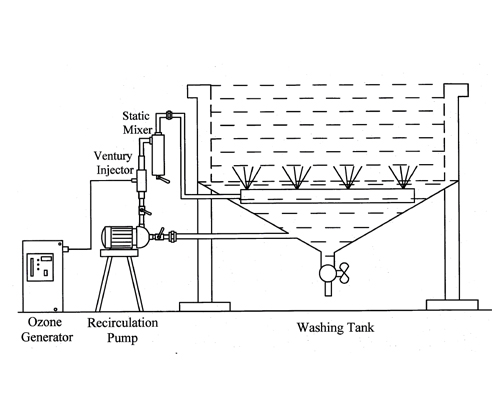 Static
Mixer
Ventury
Injector
Ozone
Generator
Recirculation
Pump
Washing Tank